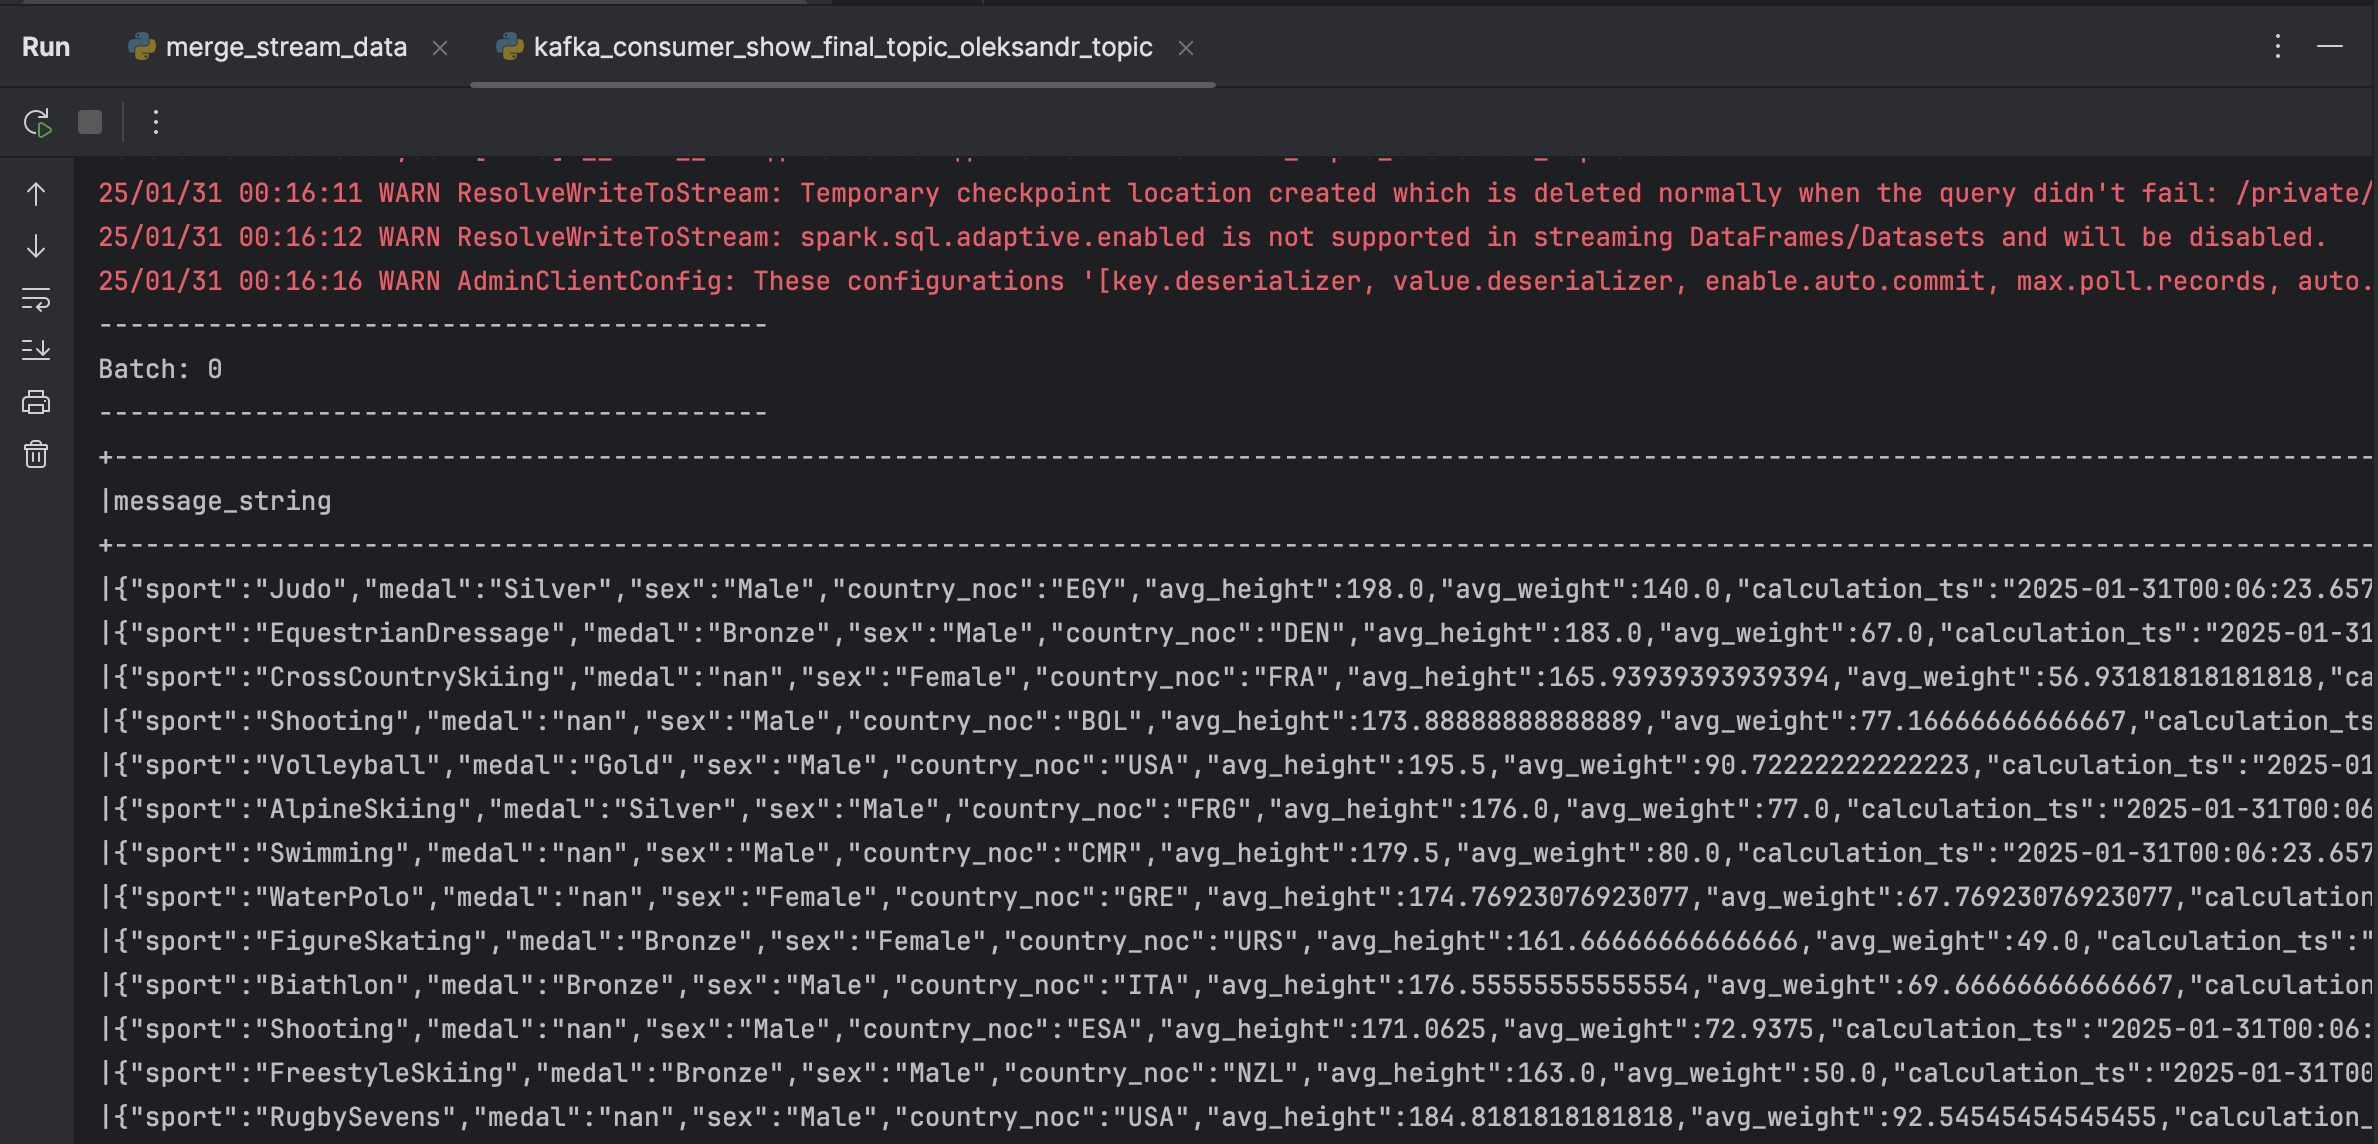 Run merge_stream_data kafka_consumer_show_final_topic_oleksandr_topic
25/01/31 00:16:11 WARN ResolveWriteToStream: Temporary checkpoint location created which is deleted normally when the query didn't fail: /private/
25/01/31 00:16:12 WARN ResolveWriteToStream: spark.sql.adaptive.enabled is not supported in streaming DataFrames/Datasets and will be disabled.
25/01/31 00:16:16 WARN AdminClientConfig: These configurations '[key.deserializer, value.deserializer, enable.auto.commit, max.poll.records, auto.
-------------------------------------------
Batch: 0
-------------------------------------------
+-------------------------------------------------------------------------------------------------------------------------------------------------
|message_string
+-------------------------------------------------------------------------------------------------------------------------------------------------
|{"sport":"Judo","medal":"Silver","sex":"Male","country_noc":"EGY","avg_height":198.0,"avg_weight":140.0,"calculation_ts":"2025-01-31T00:06:23.657
|{"sport":"EquestrianDressage","medal":"Bronze","sex":"Male","country_noc":"DEN","avg_height":183.0,"avg_weight":67.0,"calculation_ts":"2025-01-31
|{"sport":"CrossCountrySkiing","medal":"nan","sex":"Female","country_noc":"FRA","avg_height":165.93939393939394,"avg_weight":56.93181818181818,"ca
|{"sport":"Shooting","medal":"nan","sex":"Male","country_noc":"BOL","avg_height":173.88888888888889,"avg_weight":77.16666666666667,"calculation_ts
|{"sport":"Volleyball","medal":"Gold","sex":"Male","country_noc":"USA","avg_height":195.5,"avg_weight":90.72222222222223,"calculation_ts":"2025-01
|{"sport":"AlpineSkiing","medal":"Silver","sex":"Male","country_noc":"FRG","avg_height":176.0,"avg_weight":77.0,"calculation_ts":"2025-01-31T00:06
|{"sport":"Swimming","medal":"nan","sex":"Male","country_noc":"CMR","avg_height":179.5,"avg_weight":80.0,"calculation_ts":"2025-01-31T00:06:23.657
|{"sport":"WaterPolo","medal":"nan","sex":"Female","country_noc":"GRE","avg_height":174.76923076923077,"avg_weight":67.76923076923077,"calculation
|{"sport":"FigureSkating","medal":"Bronze","sex":"Female","country_noc":"URS","avg_height":161.66666666666666,"avg_weight":49.0,"calculation_ts":"
|{"sport":"Biathlon","medal":"Bronze","sex":"Male","country_noc":"ITA","avg_height":176.55555555555554,"avg_weight":69.66666666666667,"calculation
|{"sport":"Shooting","medal":"nan","sex":"Male","country_noc":"ESA","avg_height":171.0625,"avg_weight":72.9375,"calculation_ts":"2025-01-31T00:06:
|{"sport":"FreestyleSkiing","medal":"Bronze","sex":"Male","country_noc":"NZL","avg_height":163.0,"avg_weight":50.0,"calculation_ts":"2025-01-31T00
|{"sport":"RugbySevens","medal":"nan","sex":"Male","country_noc":"USA","avg_height":184.8181818181818,"avg_weight":92.54545454545455,"calculation_